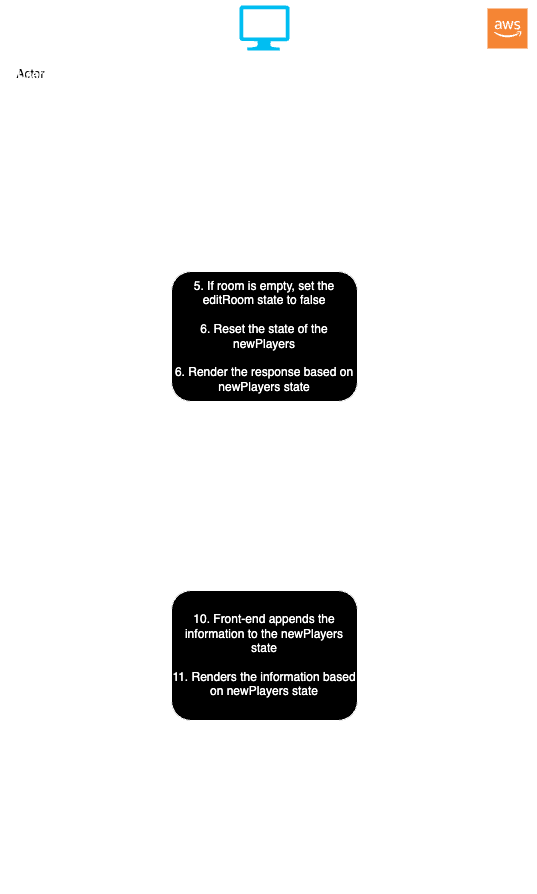 aws
Actor
5. If room is empty, set the
editRoom state to false
6. Reset the state of the
newPlayers
6. Render the response based on
newPlayers state
10. Front-end appends the
information to the newPlayers
state
11. Renders the information based
on newPlayers state